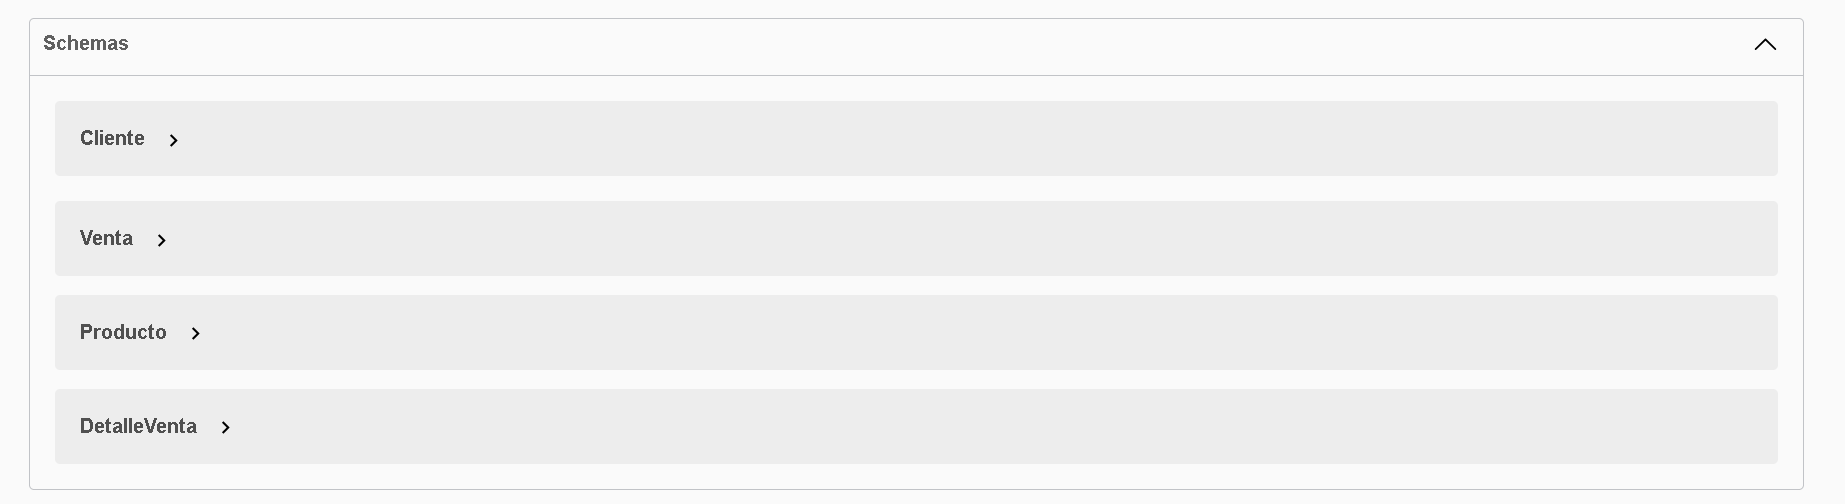 Schemas
Cliente
Venta
Producto
DetalleVenta